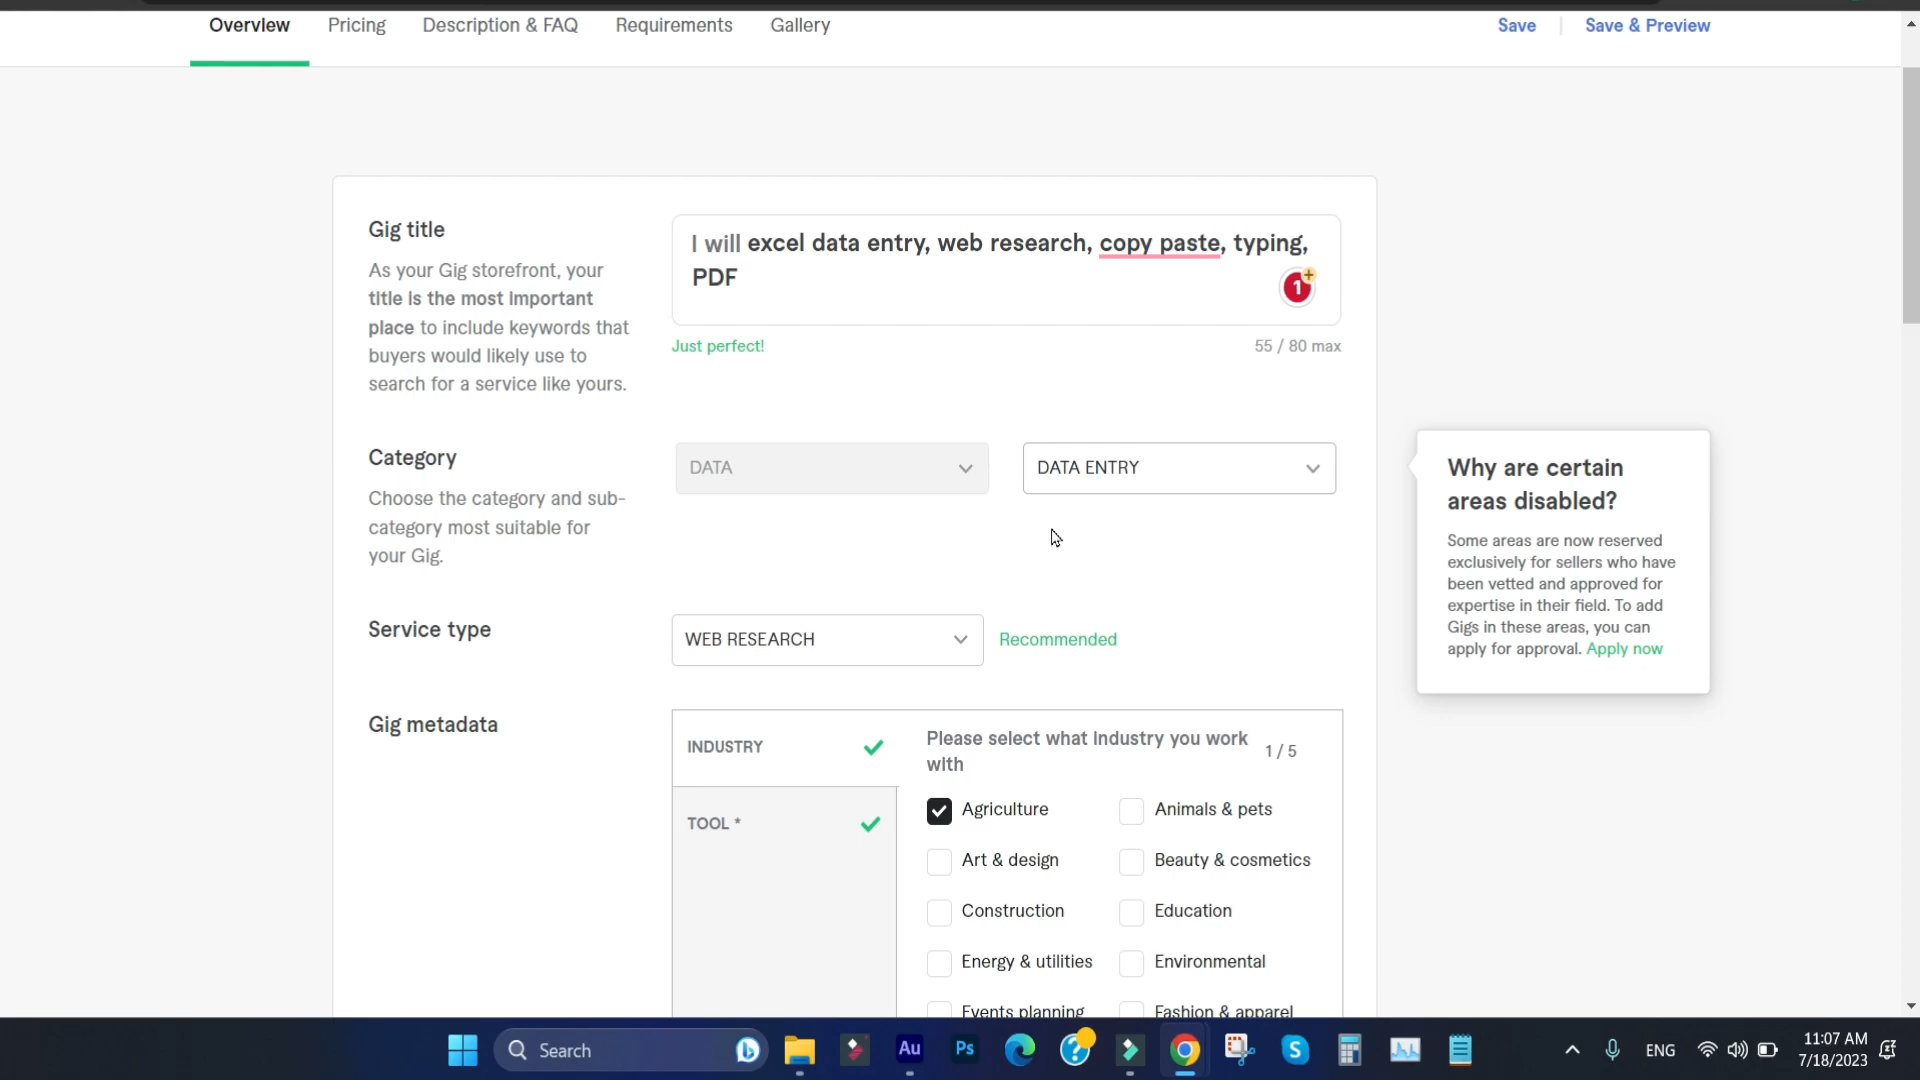 Overview Pricing Description & FAQ Requirements Gallery Save Save & Preview
Gig title
As your Gig storefront, your
title is the most important
place to include keywords that
buyers would likely use to
search for a service like yours.
I will excel data entry, web research, copy paste, typing,
PDF
1
Just perfect! 55 / 80 max
Category
Choose the category and sub-
category most suitable for
your Gig.
DATA
DATA ENTRY
Why are certain
areas disabled?
Some areas are now reserved
exclusively for sellers who have
been vetted and approved for
expertise in their field. To add
Gigs in these areas, you can
apply for approval. Apply now
Service type
WEB RESEARCH
Recommended
Gig metadata
INDUSTRY
TOOL *
Please select what industry you work
with
1 / 5
Agriculture Animals & pets
Art & design Beauty & cosmetics
Construction Education
Energy & utilities Environmental
Events planning Fashion & apparel
Search Au Ps S ENG
11:07 AM
7/18/2023